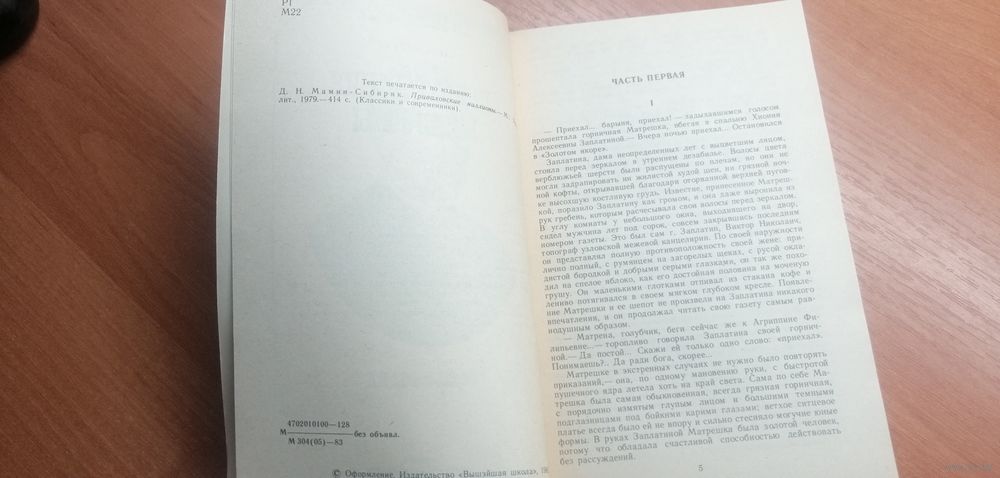 Р1
М22
Текст печатается по изданию:
Д. Н. Мамин-Сибиряк. Приваловские миллионы.— М.
лит., 1979.—414 с. (Классики и современники).
4702010100—128
М————————без объявл.
М 304(05)—83
© Оформление. Издательство «Вышэйшая школа»,
ЧАСТЬ ПЕРВАЯ
I
— Приехал... барыня, приехал! — задыхавшимся голосом
прошептала горничная Матрешка, вбегая в спальню Хионии
Алексеевны Заплатиной.— Вчера ночью приехал... Остановился
в «Золотом якоре».
Заплатина, дама неопределенных лет с выцветшим лицом,
стояла перед зеркалом в утреннем дезабилье. Волосы цвета
верблюжьей шерсти были распущены по плечам, но они не
могли задрапировать ни жилистой худой шеи, ни грязной ноч-
ной кофты, открывавшей благодаря оторванной верхней пугов-
ке высохшую костлявую грудь. Известие, принесенное Матреш-
кой, поразило Заплатину как громом, и она даже выронила из
рук гребень, которым расчесывала свои волосы перед зеркалом.
В углу комнаты у небольшого окна, выходившего на двор,
сидел мужчина лет под сорок, совсем закрывшись последним
номером газеты. Это был сам г. Заплатин, Виктор Николаич,
топограф узловской межевой канцелярии. По своей наружности
он представлял полную противоположность своей жене: при-
лично полный, с румянцем на загорелых щеках, с русой окла-
дистой бородкой и добрыми серыми глазками, он так же похо-
дил на спелое яблоко, как его достойная половина на моченую
грушу. Он маленькими глотками отпивал из стакана кофе и
лениво потягивался в своем мягком глубоком кресле. Появле-
ние Матрешки и ее шепот не произвели на Заплатина никакого
впечатления, и он продолжал читать свою газету самым рав-
нодушным образом.
— Матрена, голубчик, беги сейчас же к Агриппине Фи-
липьевне...— торопливо говорила Заплатина своей горнич-
ной.— Да постой... Скажи ей только одно слово: «приехал».
Понимаешь?.. Да ради бога, скорее...
Матрешке в экстренных случаях не нужно было повторять
приказаний,— она, по одному мановению руки, с быстротой
пушечного ядра летела хоть на край света. Сама по себе Ма-
трешка была самая обыкновенная, всегда грязная горничная,
с порядочно измятым глупым лицом и большими темными
подглазницами под бойкими карими глазами; ветхое ситцевое
платье всегда было ей не впору и сильно стесняло могучие юные
формы. В руках Заплатиной Матрешка была золотой человек,
потому что обладала счастливой способностью действовать
без рассуждений.
5